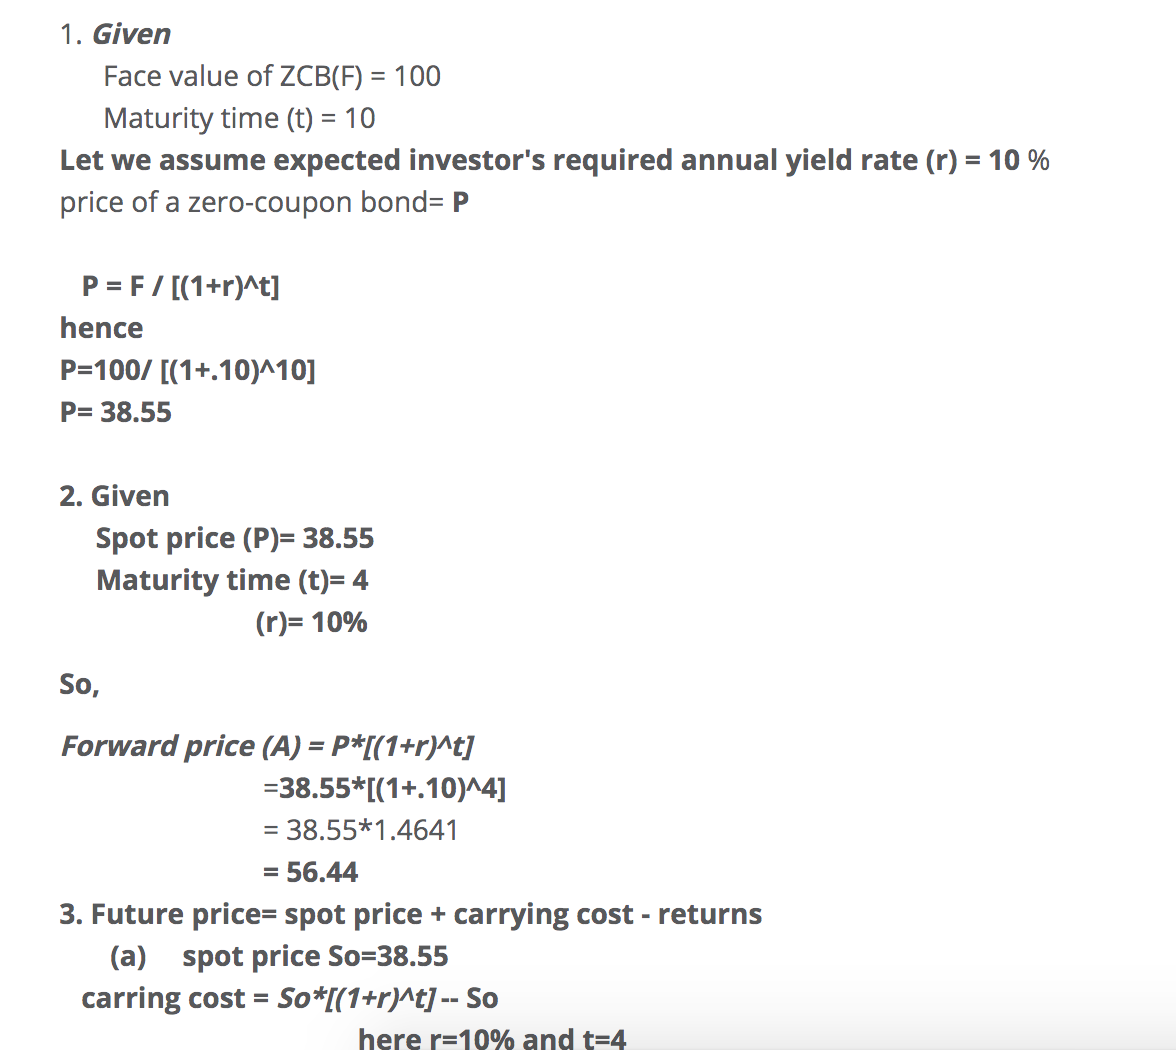 1. Given
Face value of ZCB(F) = 100
Maturity time (t) = 10
Let we assume expected investor's required annual yield rate (r) = 10 %
price of a zero-coupon bond= P
P = F / [(1+r)^t]
hence
P=100/ [(1+.10)^10]
P= 38.55
2. Given
Spot price (P)= 38.55
Maturity time (t)= 4
(r)= 10%
So,
Forward price (A) = P*[(1+r)^t]
=38.55*[(1+.10)^4]
= 38.55*1.4641
= 56.44
3. Future price= spot price + carrying cost - returns
(a) spot price So=38.55
carring cost = So*[(1+r)^t] -- So
here r=10% and t=4